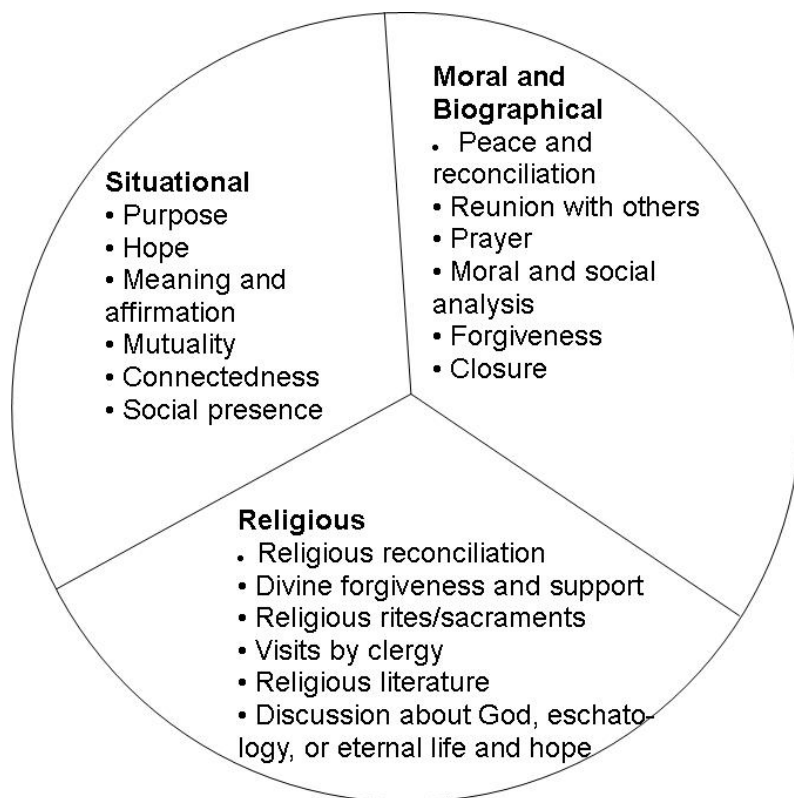 Situational
• Purpose
• Hope
• Meaning and
affirmation
• Mutuality
• Connectedness
• Social presence
Moral and
Biographical
• Peace and
reconciliation
• Reunion with others
• Prayer
• Moral and social
analysis
• Forgiveness
• Closure
Religious
• Religious reconciliation
• Divine forgiveness and support
• Religious rites/sacraments
• Visits by clergy
• Religious literature
• Discussion about God, eschato-
logy, or eternal life and hope